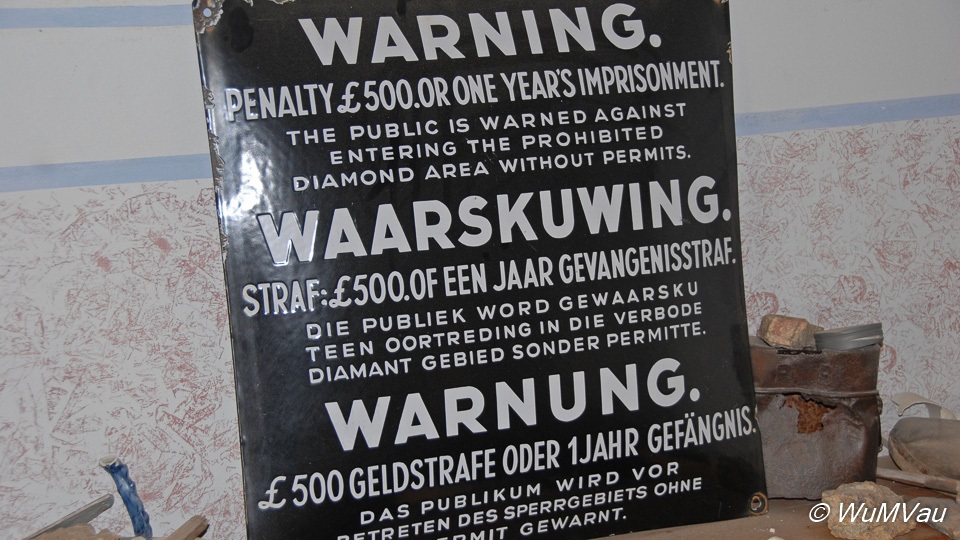 WARNING.
PENALTY £500.OR ONE YEAR'S IMPRISONMENT.
THE PUBLIC IS WARNED AGAINST
ENTERING THE PROHIBITED
DIAMOND AREA WITHOUT PERMITS.
WAARSKUWING.
STRAF:£500.OF EEN JAAR GEVANGENISSTRAF.
DIE PUBLIEK WORD GEWAARSKU
TEEN OORTREDING IN DIE VERBODE
DIAMANT GEBIED SONDER PERMITTE.
WARNUNG.
£500 GELDSTRAFE ODER 1 JAHR GEFÄNGNIS.
DAS PUBLIKUM WIRD VOR
BETRETEN DES SPERRGEBIETS OHNE
GEWARNT.
© WuMVau